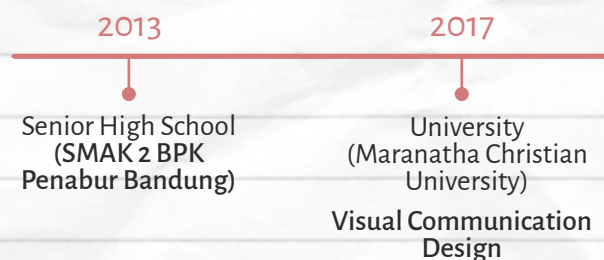 2013
2017
Senior High School
(SMAK 2 BPK
Penabur Bandung)
University
(Maranatha Christian
University)
Visual Communication
Design